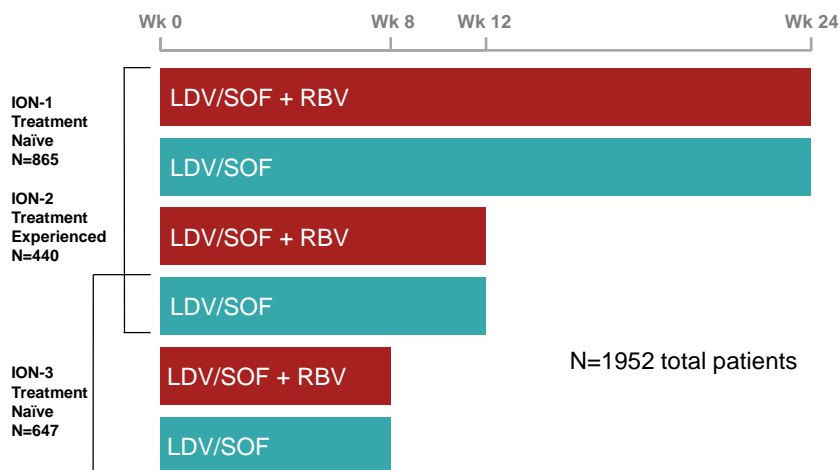 Wk 0 Wk 8 Wk 12 Wk 24
ION-1
Treatment
Naïve
N=865
LDV/SOF + RBV
LDV/SOF
ION-2
Treatment
Experienced
N=440
LDV/SOF + RBV
LDV/SOF
ION-3
Treatment
Naïve
N=647
LDV/SOF + RBV
LDV/SOF
N=1952 total patients